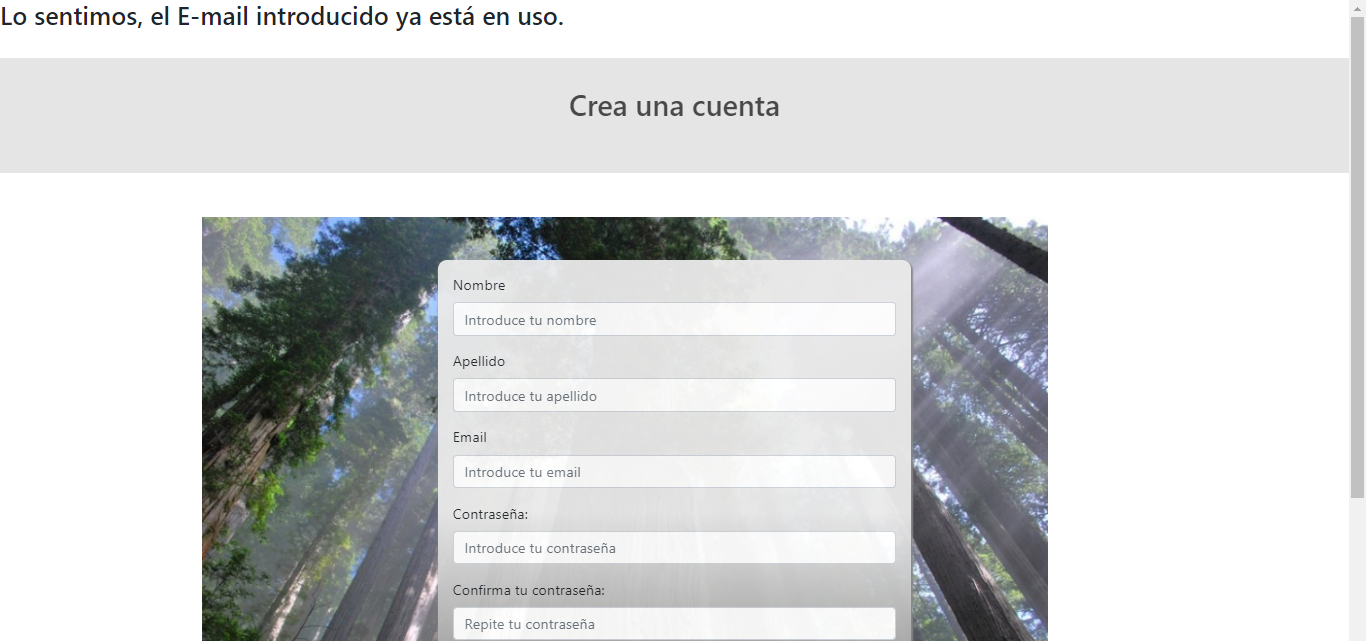 Lo sentimos, el E-mail introducido ya está en uso.
Crea una cuenta
Nombre
Introduce tu nombre
Apellido
Introduce tu apellido
Email
Introduce tu email
Contraseña:
Introduce tu contraseña
Confirma tu contraseña:
Repite tu contraseña